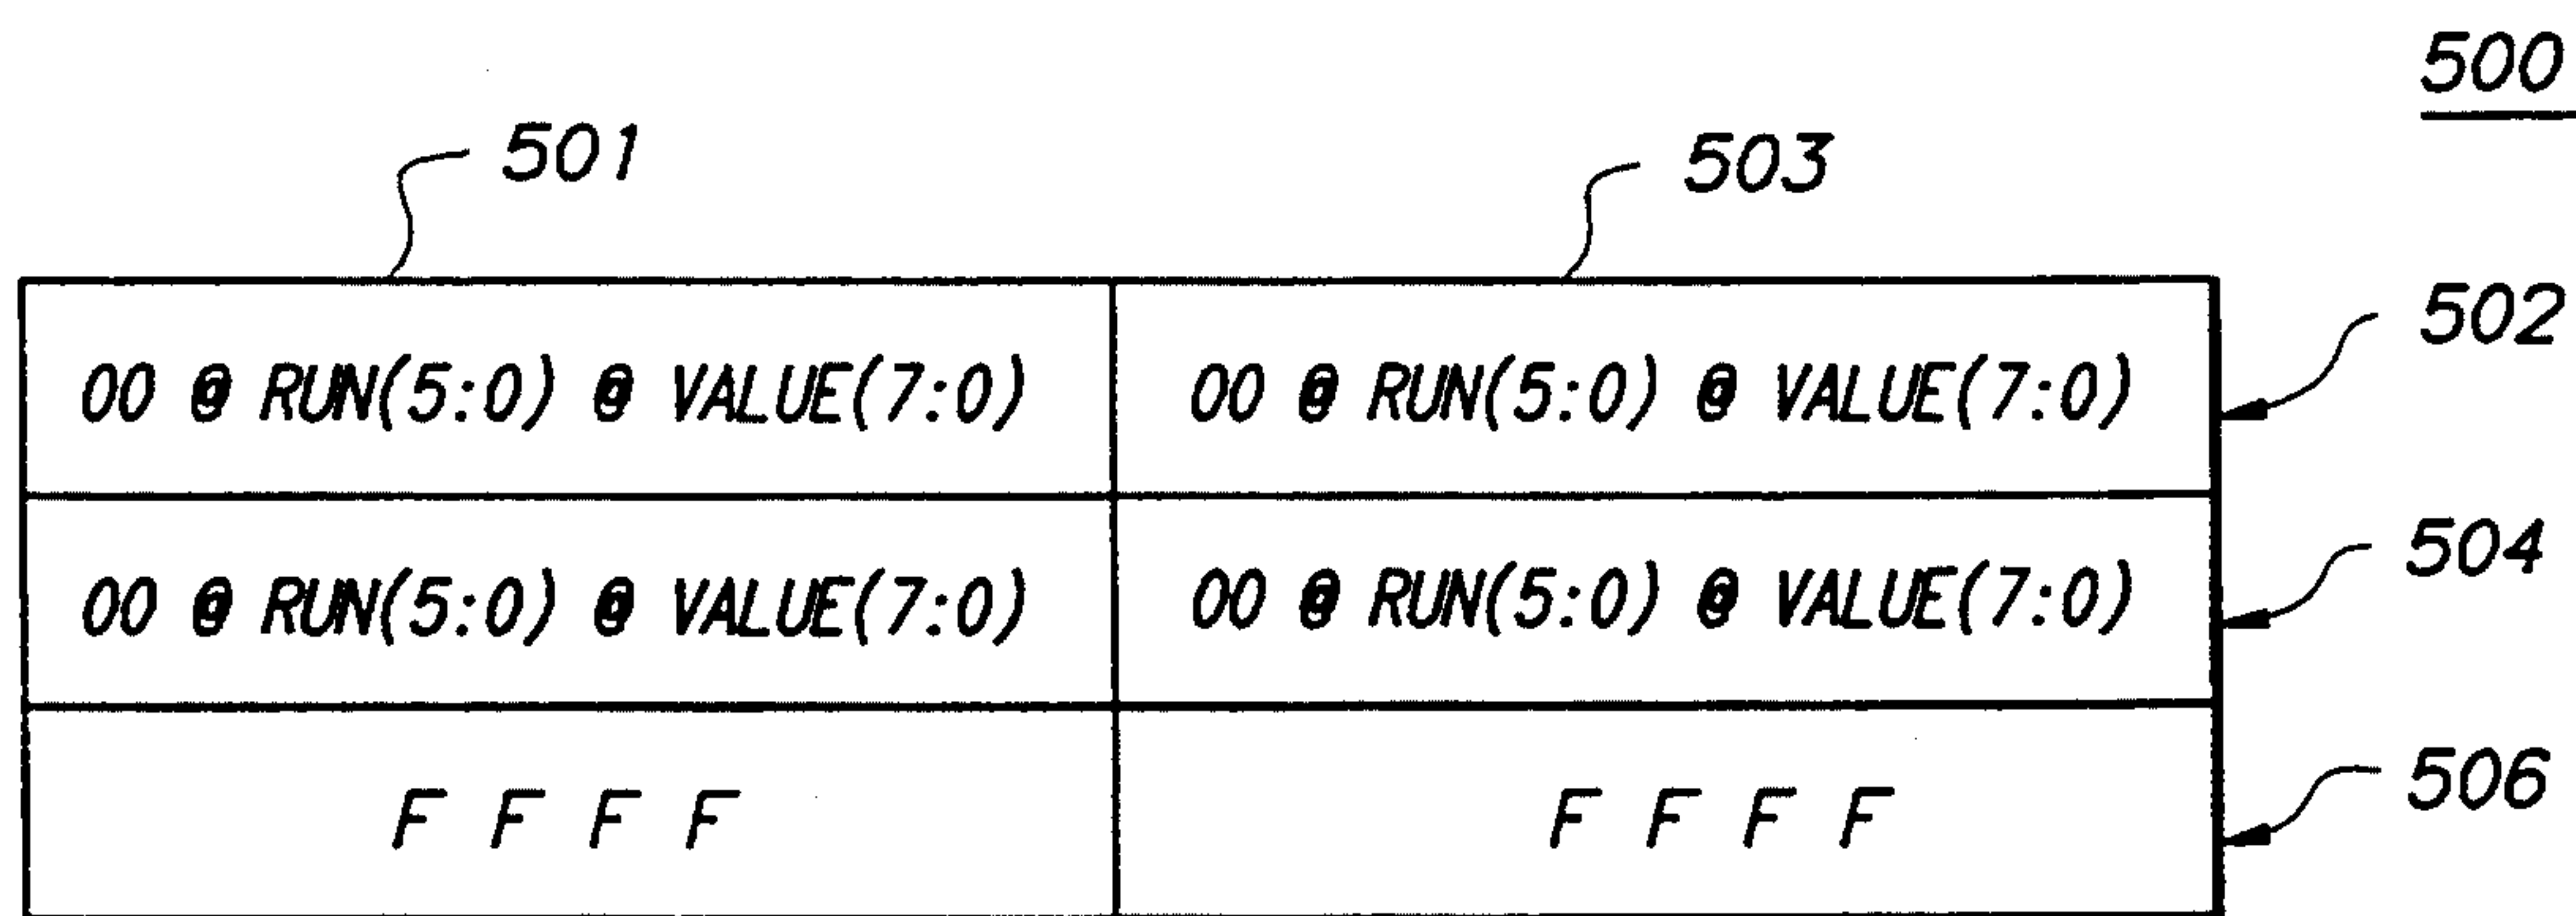 500
501 503
00 @ RUN(5:0) @ VALUE(7:0) 00 @ RUN(5:0) @ VALUE(7:0) 502
00 @ RUN(5:0) @ VALUE(7:0) 00 @ RUN(5:0) @ VALUE(7:0) 504
F F F F F F F F 506